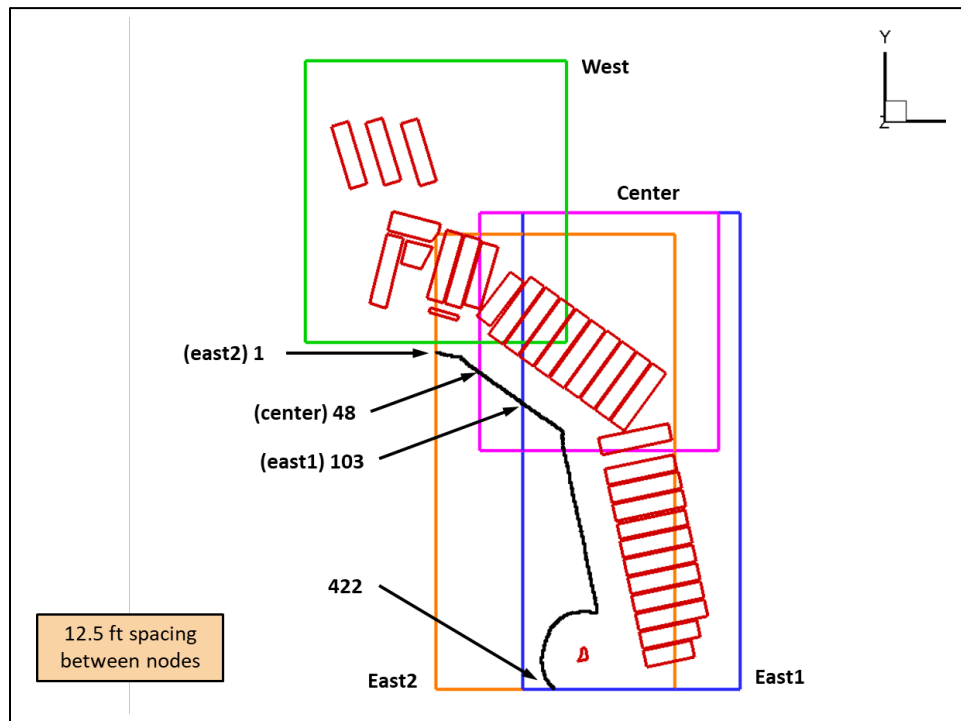 West
Y
Z
Center
(east2) 1
(center) 48
(east1) 103
422
12.5 ft spacing
between nodes
East2
East1